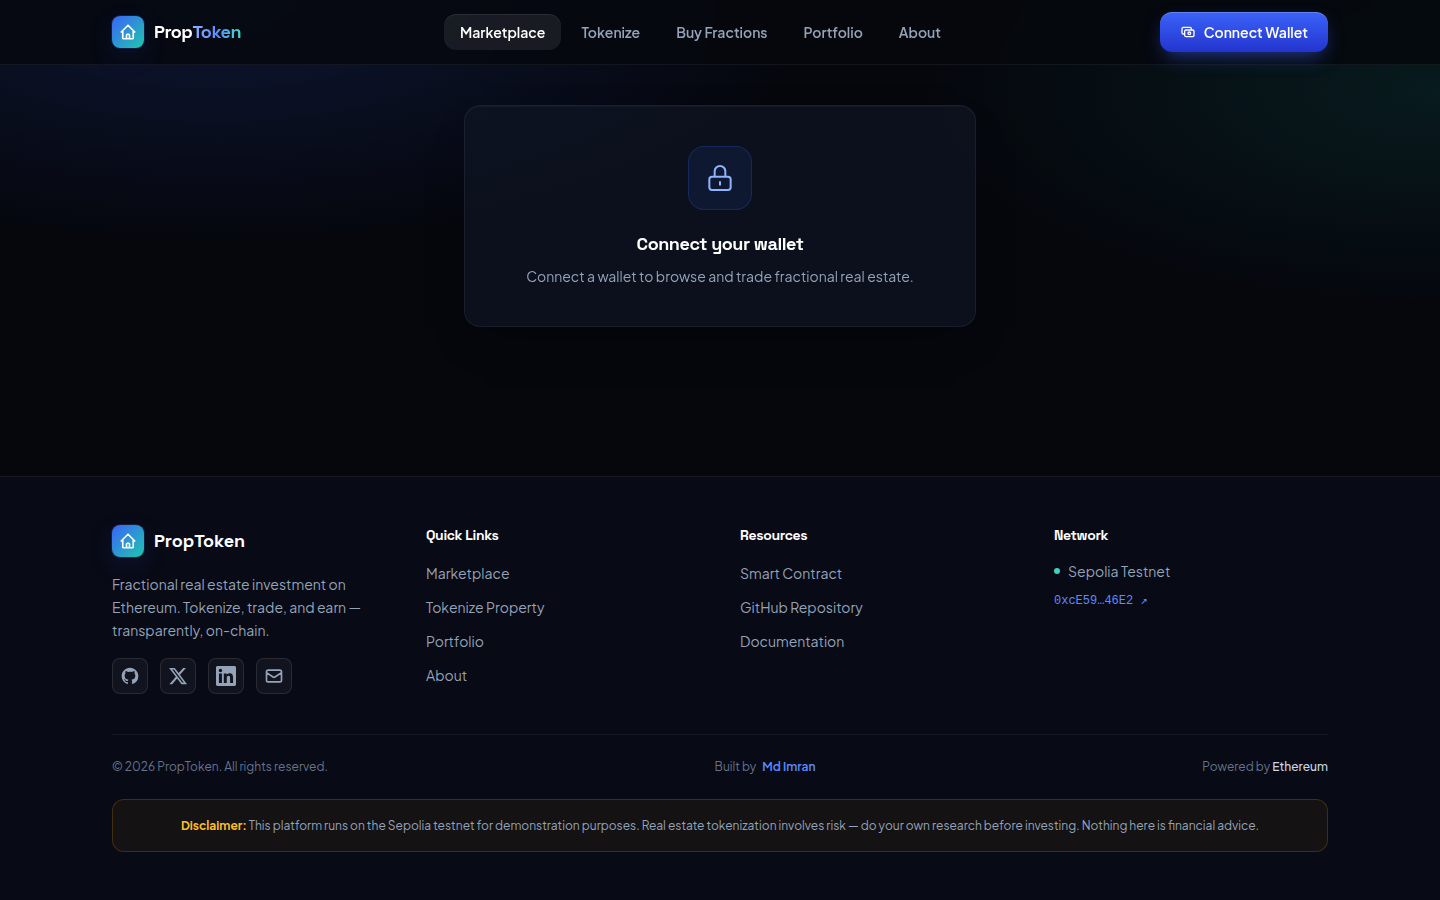 PropToken
Marketplace
Tokenize
Buy Fractions
Portfolio
About
Connect Wallet
Connect your wallet
Connect a wallet to browse and trade fractional real estate.
PropToken
Fractional real estate investment on
Ethereum. Tokenize, trade, and earn —
transparently, on-chain.
Quick Links
Marketplace
Tokenize Property
Portfolio
About
Resources
Smart Contract
GitHub Repository
Documentation
Network
Sepolia Testnet
0xcE59…46E2 ↗
© 2026 PropToken. All rights reserved.
Built by Md Imran
Powered by Ethereum
Disclaimer: This platform runs on the Sepolia testnet for demonstration purposes. Real estate tokenization involves risk — do your own research before investing. Nothing here is financial advice.